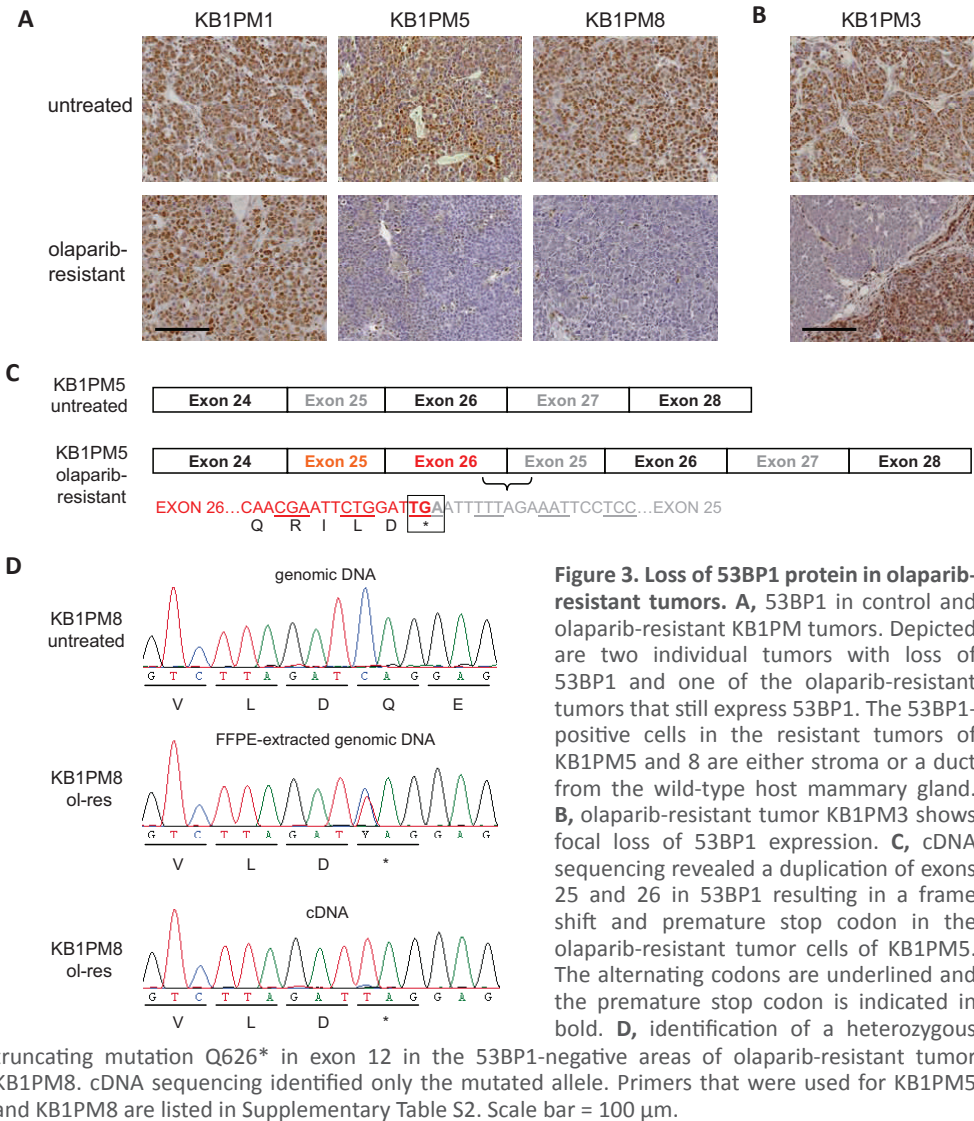 A
KB1PM1
KB1PM5
KB1PM8
B
KB1PM3
untreated
olaparib-
resistant
C
KB1PM5
untreated
Exon 24
Exon 25
Exon 26
Exon 27
Exon 28
KB1PM5
olaparib-
resistant
Exon 24
Exon 25
Exon 26
Exon 25
Exon 26
Exon 27
Exon 28
EXON 26...CAACGAATTCTGGATTGAATTTTTAGAAATTCCTCC...EXON 25
Q R I L D *
D
genomic DNA
KB1PM8
untreated
G T C T T A G A T C A G G A G
V L D Q E
FFPE-extracted genomic DNA
KB1PM8
ol-res
G T C T T A G A T Y A G G A G
V L D *
cDNA
KB1PM8
ol-res
G T C T T A G A T T A G G A G
V L D *
Figure 3. Loss of 53BP1 protein in olaparib-
resistant tumors. A, 53BP1 in control and
olaparib-resistant KB1PM tumors. Depicted
are two individual tumors with loss of
53BP1 and one of the olaparib-resistant
tumors that still express 53BP1. The 53BP1-
positive cells in the resistant tumors of
KB1PM5 and 8 are either stroma or a duct
from the wild-type host mammary gland.
B, olaparib-resistant tumor KB1PM3 shows
focal loss of 53BP1 expression. C, cDNA
sequencing revealed a duplication of exons
25 and 26 in 53BP1 resulting in a frame
shift and premature stop codon in the
olaparib-resistant tumor cells of KB1PM5.
The alternating codons are underlined and
the premature stop codon is indicated in
bold. D, identification of a heterozygous
truncating mutation Q626* in exon 12 in the 53BP1-negative areas of olaparib-resistant tumor
KB1PM8. cDNA sequencing identified only the mutated allele. Primers that were used for KB1PM5
and KB1PM8 are listed in Supplementary Table S2. Scale bar = 100 µm.